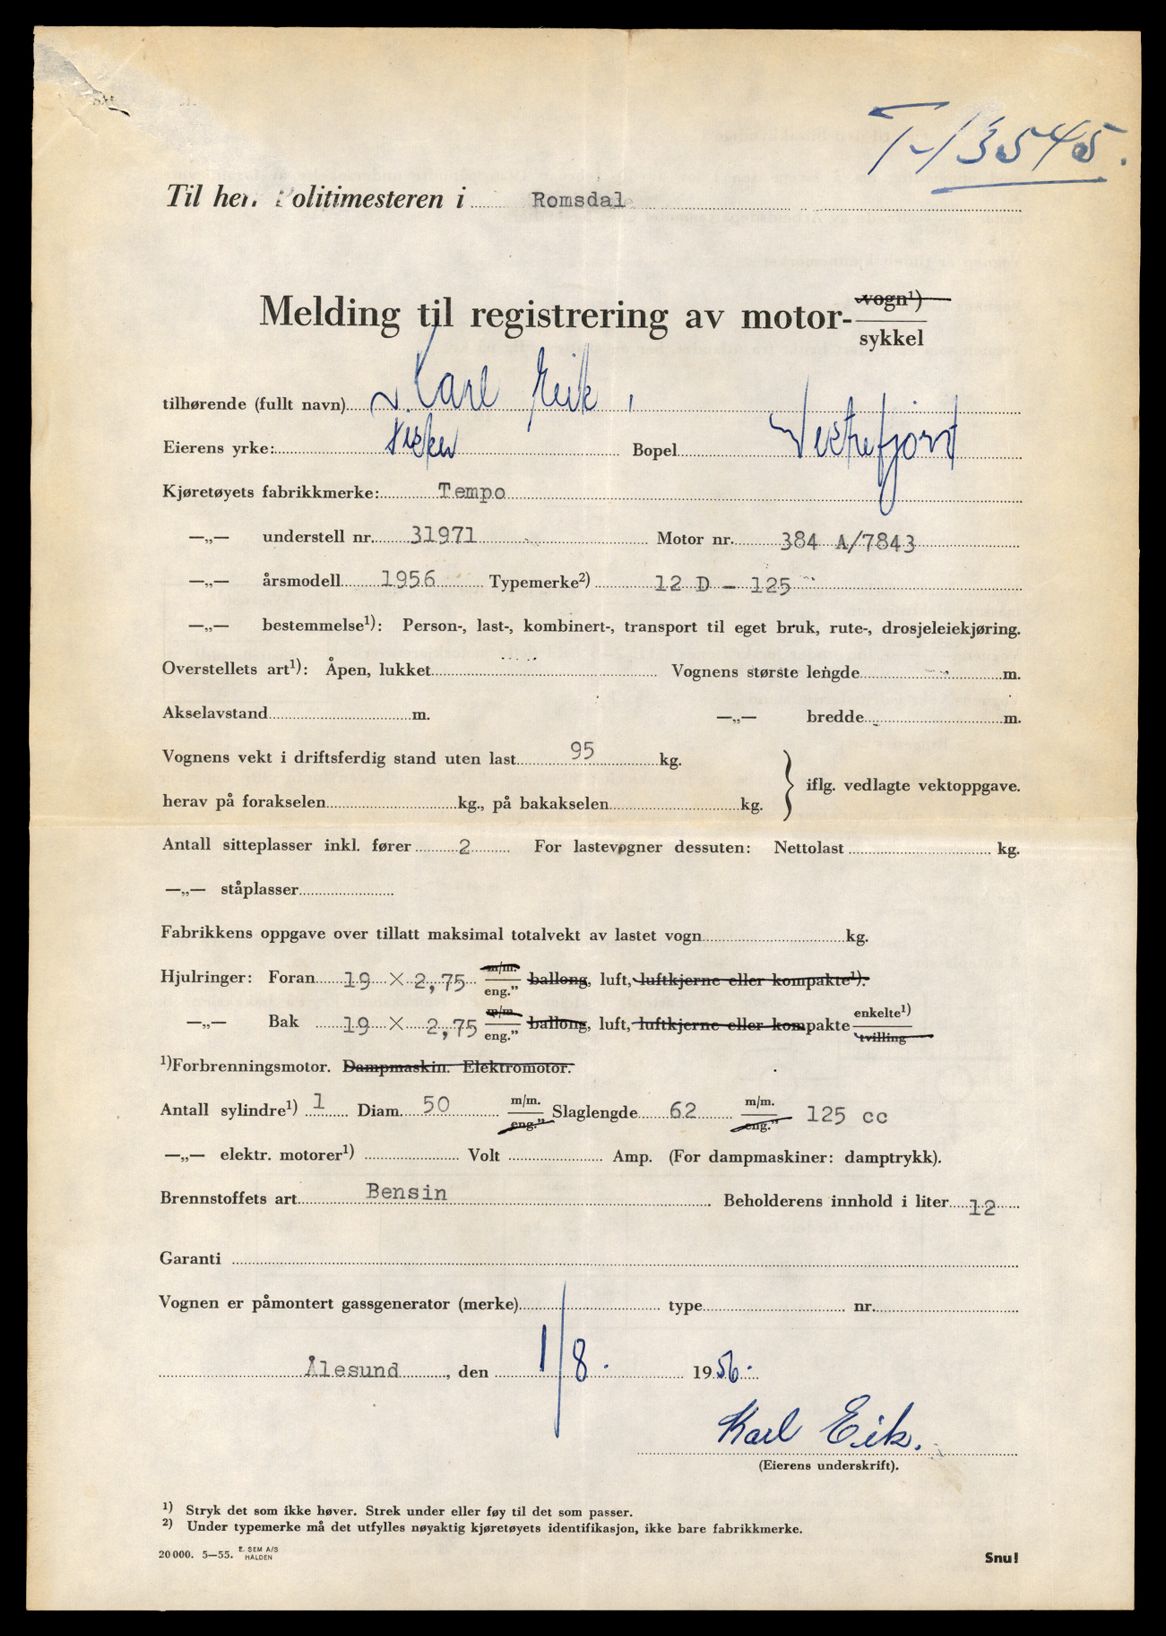 T-13545.
Til herr Politimesteren i Romsdal
Melding til registrering av motor- vogn¹)
sykkel
tilhørende (fullt navn) Karl Eik,
Eierens yrke: Fisker Bopel Vestrefjord
Kjøretøyets fabrikkmerke: Tempo
—„— understell nr. 31971 Motor nr. 384 A/7843
—„— årsmodell 1956 Typemerke²) 12 D - 125
—„— bestemmelse¹): Person-, last-, kombinert-, transport til eget bruk, rute-, drosjeleiekjøring.
Overstellets art¹): Åpen, lukket Vognens største lengde m.
Akselavstand m. —„— bredde m.
Vognens vekt i driftsferdig stand uten last 95 kg.
iflg. vedlagte vektoppgave.
herav på forakselen kg., på bakakselen kg.
Antall sitteplasser inkl. fører 2 For lastevogner dessuten: Nettolast kg.
—„— ståplasser
Fabrikkens oppgave over tillatt maksimal totalvekt av lastet vogn kg.
Hjulringer: Foran 19 × 2,75 m/m. eng.” ballong, luft, luftkjerne eller kompakte¹).
—„— Bak 19 × 2,75 m/m. eng.” ballong, luft, luftkjerne eller kompakte enkelte¹) tvilling
¹)Forbrenningsmotor. Dampmaskin. Elektromotor.
Antall sylindre¹) 1 Diam. 50 m/m. eng.” Slaglengde 62 m/m. eng.” 125 cc
—„— elektr. motorer¹) Volt Amp. (For dampmaskiner: damptrykk).
Brennstoffets art Bensin Beholderens innhold i liter 12
Garanti
Vognen er påmontert gassgenerator (merke) type nr.
Ålesund, den 1/8. 1956.
Karl Eik.
(Eierens underskrift).
¹) Stryk det som ikke høver. Strek under eller føy til det som passer.
²) Under typemerke må det utfylles nøyaktig kjøretøyets identifikasjon, ikke bare fabrikkmerke.
20 000. 5—55. E. SEM A/S HALDEN
Snu!